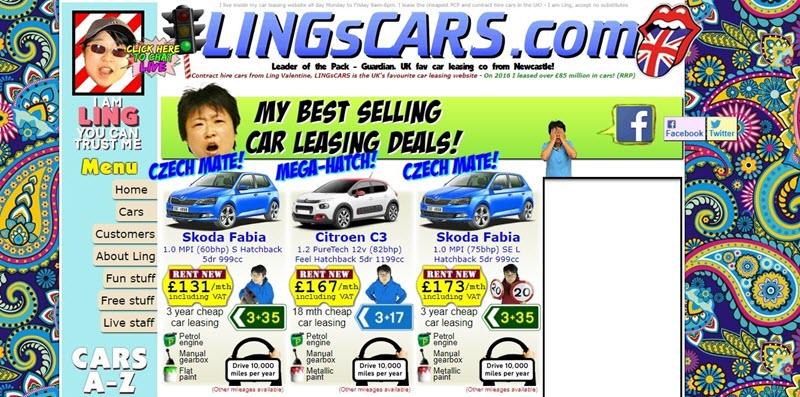 I live inside my car leasing website all day Monday to Friday 9am-6pm. I lease the cheapest PCP and contract hire cars in the UK! - I am Ling, accept no substitutes
LINGsCARS.com
Leader of the Pack - Guardian. UK fav car leasing co from Newcastle!
Contract hire cars from Ling Valentine, LINGsCARS is the UK's favourite car leasing website - On 2016 I leased over £85 million in cars! (RRP)
CLICK HERE
TO CHAT
LIVE
I AM
LING
YOU CAN
TRUST ME
Menu
Home
Cars
Customers
About Ling
Fun stuff
Free stuff
Live staff
CARS
A-Z
MY BEST SELLING
CAR LEASING DEALS!
Facebook
Twitter
CZECH MATE!
Skoda Fabia
1.0 MPI (60bhp) S Hatchback
5dr 999cc
RENT NEW
£131/mth
including VAT
3 year cheap
car leasing
3+35
Petrol
engine
Manual
gearbox
Flat
paint
Drive 10,000
miles per year
(Other mileages available)
MEGA-HATCH!
Citroen C3
1.2 PureTech 12v (82bhp)
Feel Hatchback 5dr 1199cc
RENT NEW
£167/mth
including VAT
18 mth cheap
car leasing
3+17
Petrol
engine
Manual
gearbox
Metallic
paint
Drive 10,000
miles per year
(Other mileages available)
CZECH MATE!
Skoda Fabia
1.0 MPI (75bhp) SE L
Hatchback 5dr 999cc
RENT NEW
£173/mth
including VAT
20
3 year cheap
car leasing
3+35
Petrol
engine
Manual
gearbox
Metallic
paint
Drive 10,000
miles per year
(Other mileages available)